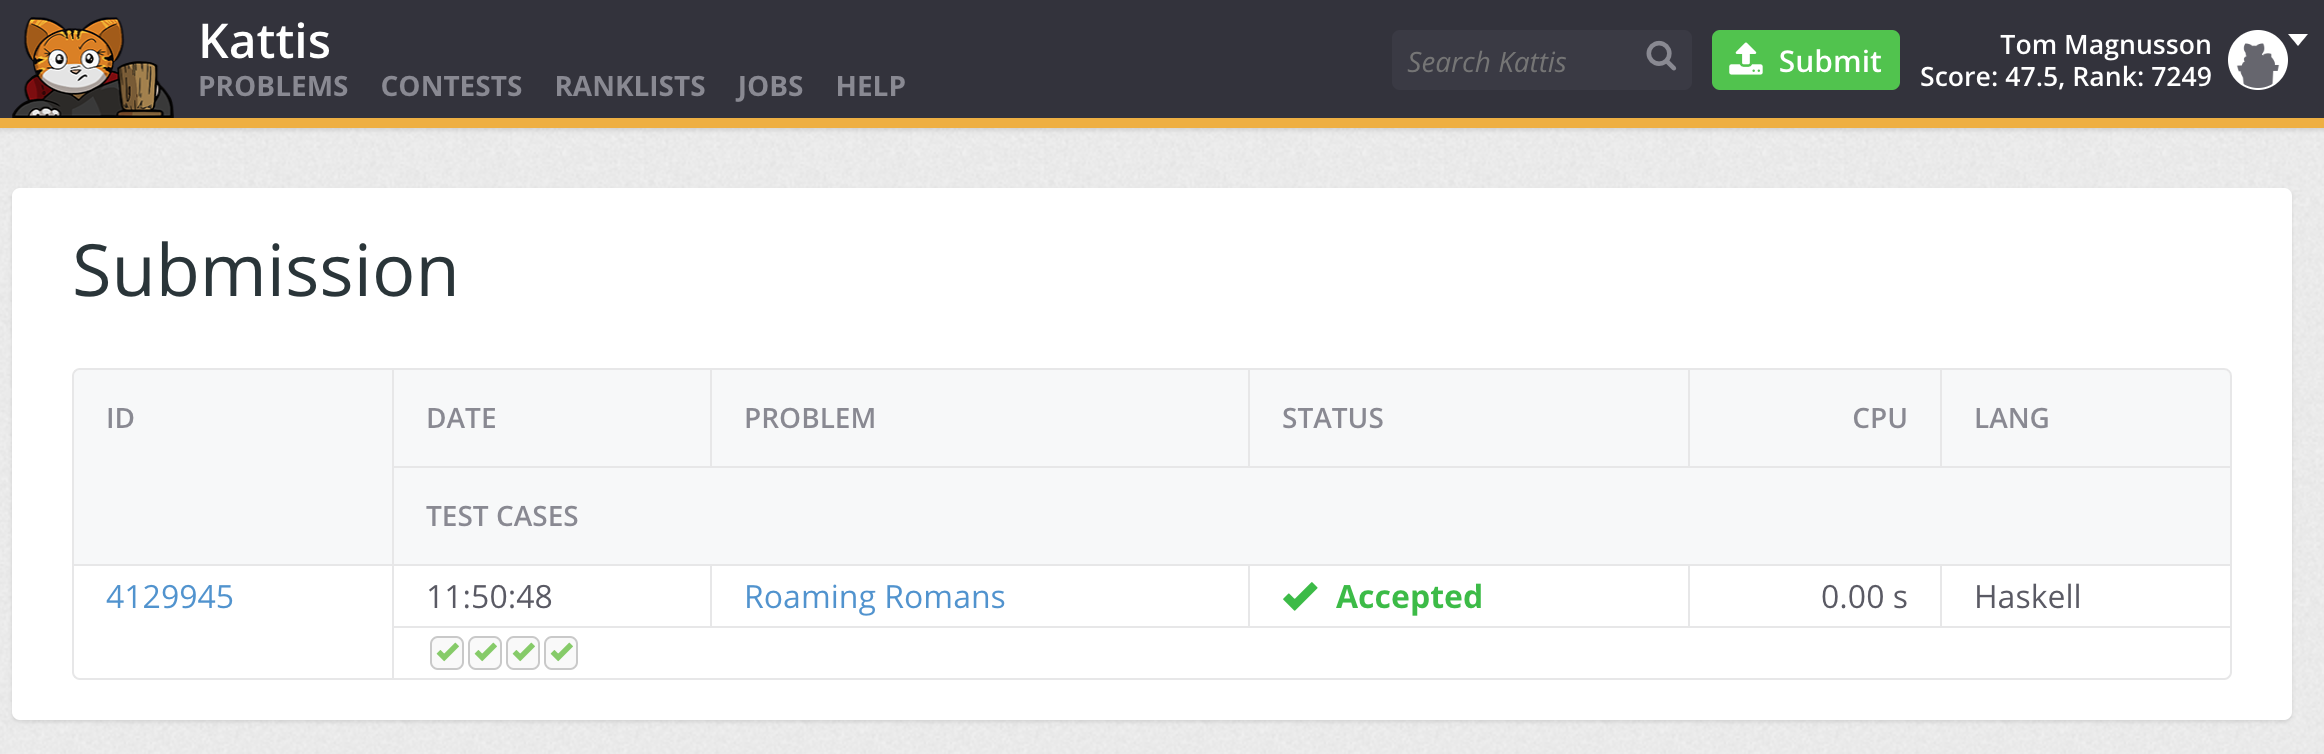 Kattis
PROBLEMS CONTESTS RANKLISTS JOBS HELP
Search Kattis
Submit
Tom Magnusson
Score: 47.5, Rank: 7249
Submission
ID DATE PROBLEM STATUS CPU LANG
TEST CASES
4129945 11:50:48 Roaming Romans Accepted 0.00 s Haskell